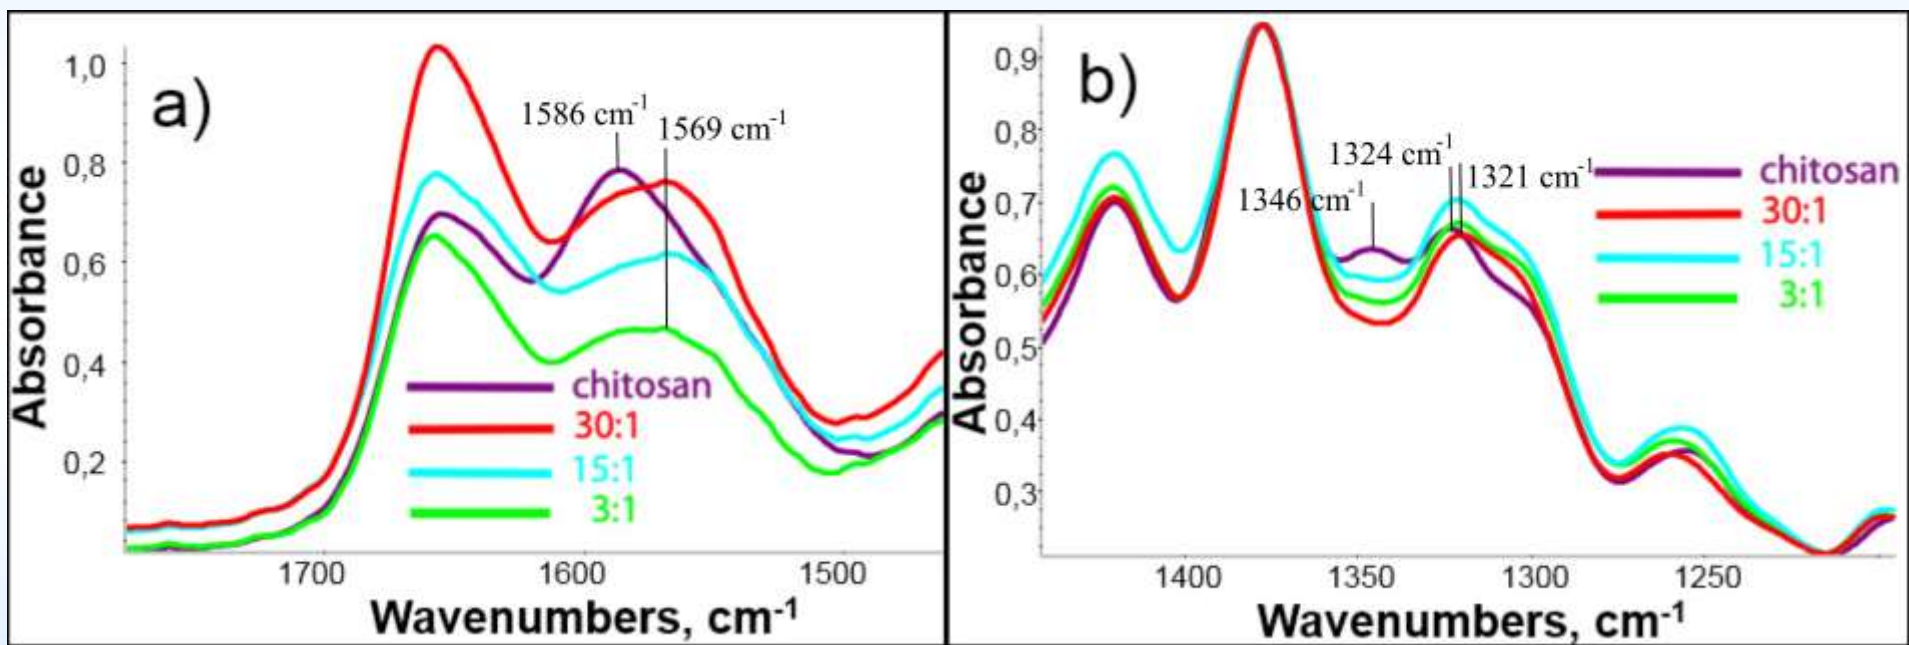 a)
Absorbance
1,0
0,8
0,6
0,4
0,2
1586 cm-1
1569 cm-1
chitosan
30:1
15:1
3:1
1700
1600
1500
Wavenumbers, cm-1
b)
Absorbance
0,9
0,8
0,7
0,6
0,5
0,4
0,3
1324 cm-1
1346 cm-1
1321 cm-1
chitosan
30:1
15:1
3:1
1400
1350
1300
1250
Wavenumbers, cm-1